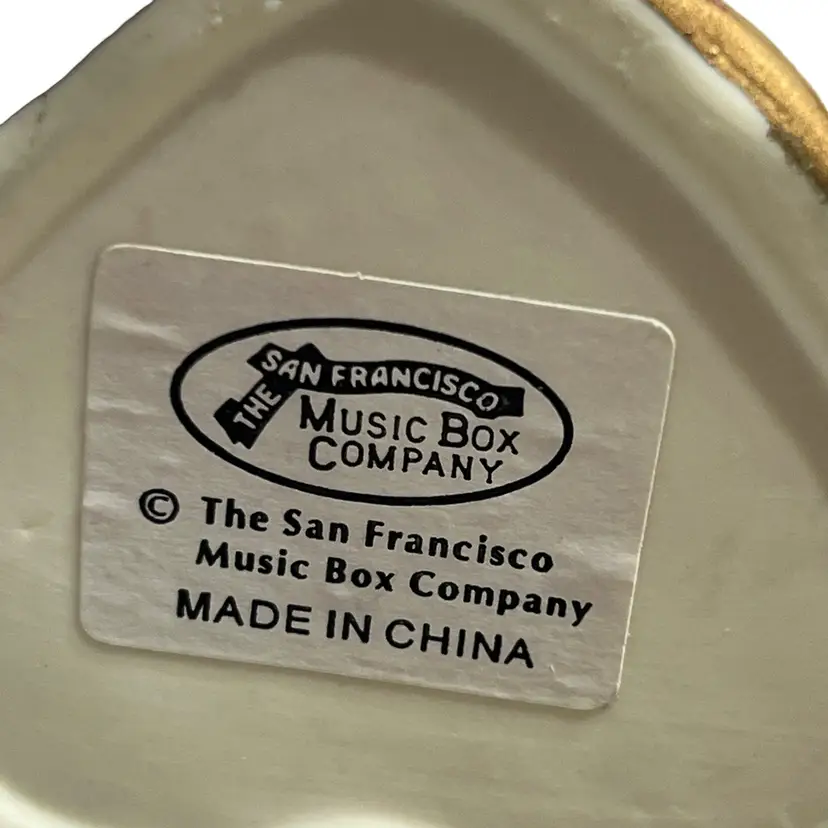 THE SAN FRANCISCO
MUSIC BOX
COMPANY
© The San Francisco
Music Box Company
MADE IN CHINA